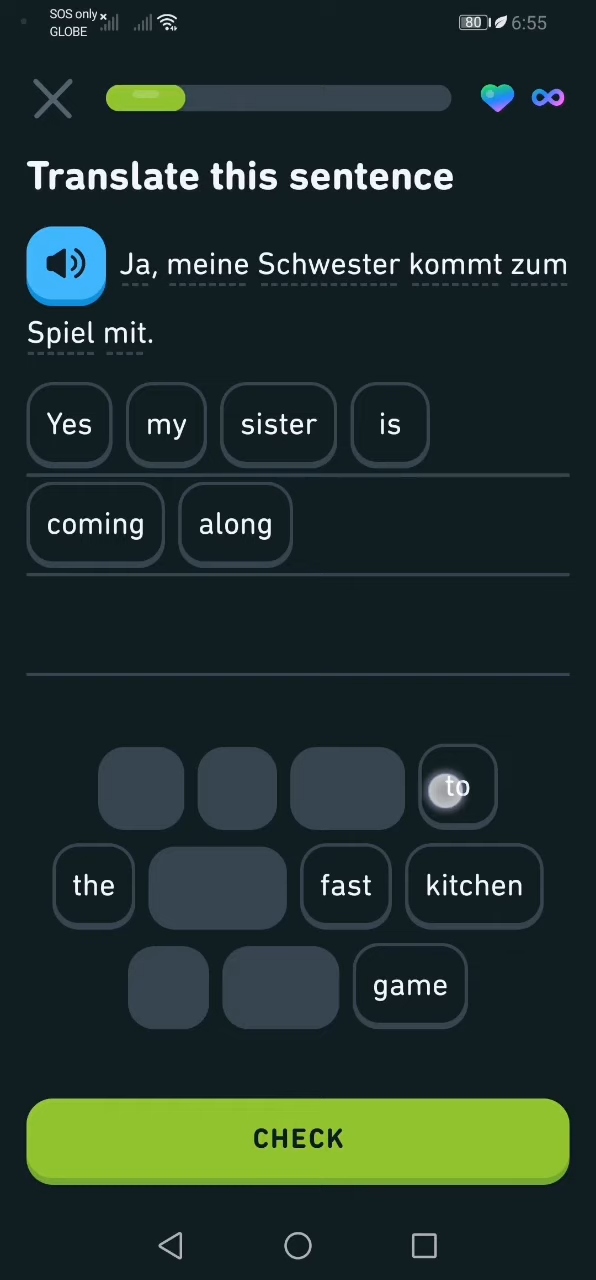 SOS only
GLOBE
80 6:55
Translate this sentence
Ja, meine Schwester kommt zum
Spiel mit.
Yes my sister is
coming along
to
the fast kitchen
game
CHECK